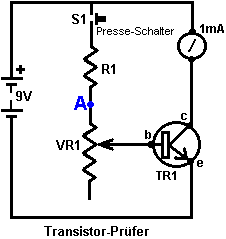 S1
Presse-Schalter
1mA
R1
+
9V
A
VR1
b
c
e
TR1
Transistor-Prüfer